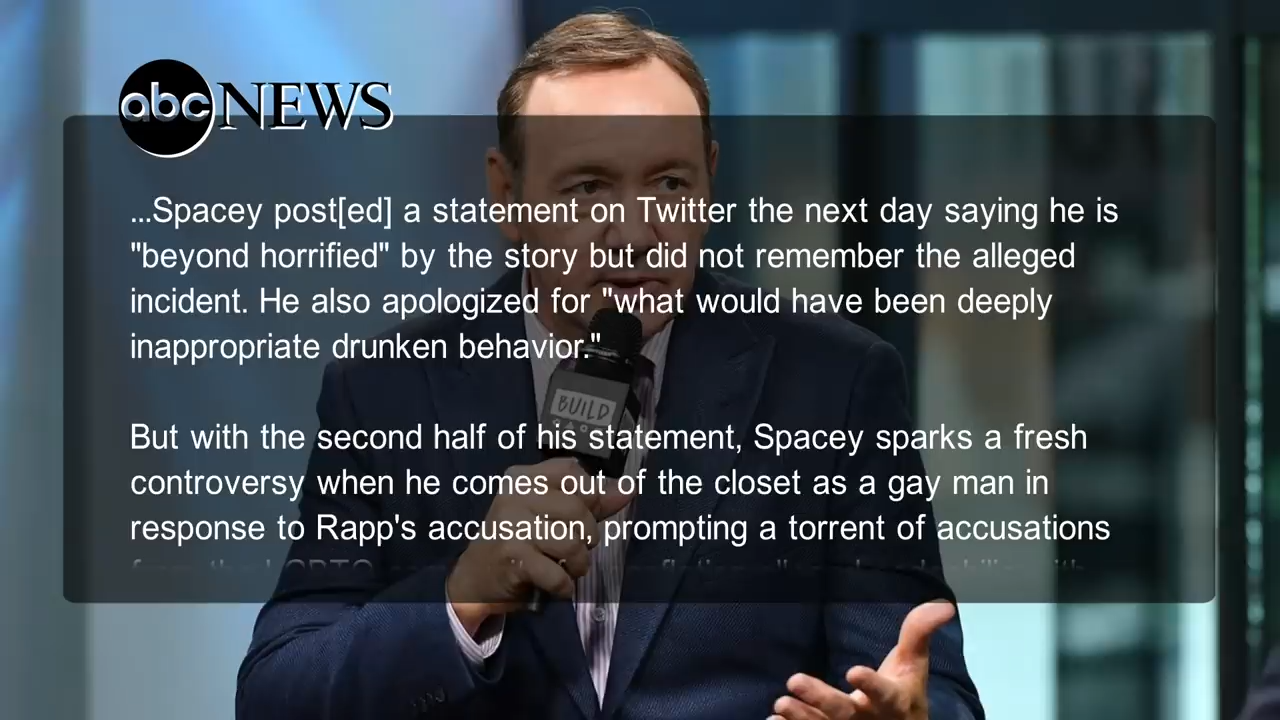 abc NEWS
...Spacey post[ed] a statement on Twitter the next day saying he is
"beyond horrified" by the story but did not remember the alleged
incident. He also apologized for "what would have been deeply
inappropriate drunken behavior."
BUILD
But with the second half of his statement, Spacey sparks a fresh
controversy when he comes out of the closet as a gay man in
response to Rapp's accusation, prompting a torrent of accusations